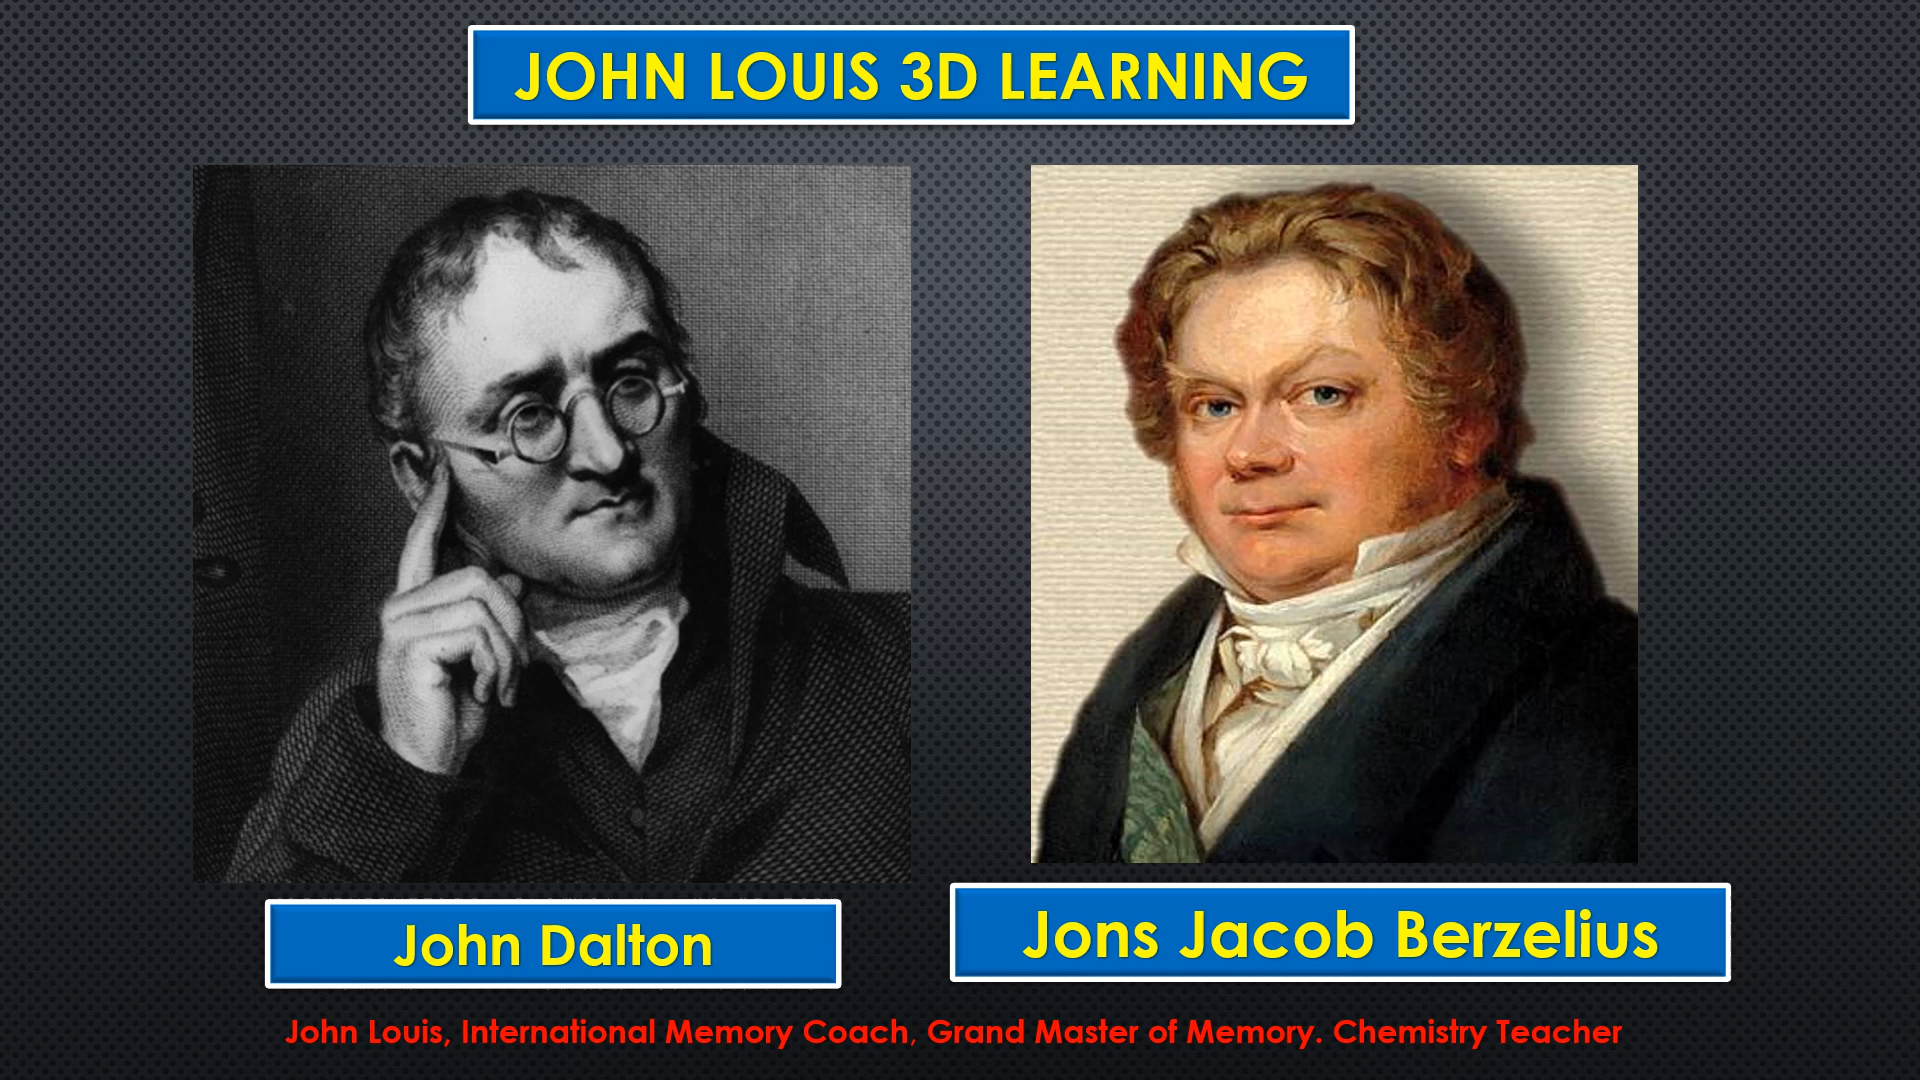 JOHN LOUIS 3D LEARNING
John Dalton
Jons Jacob Berzelius
John Louis, International Memory Coach, Grand Master of Memory. Chemistry Teacher